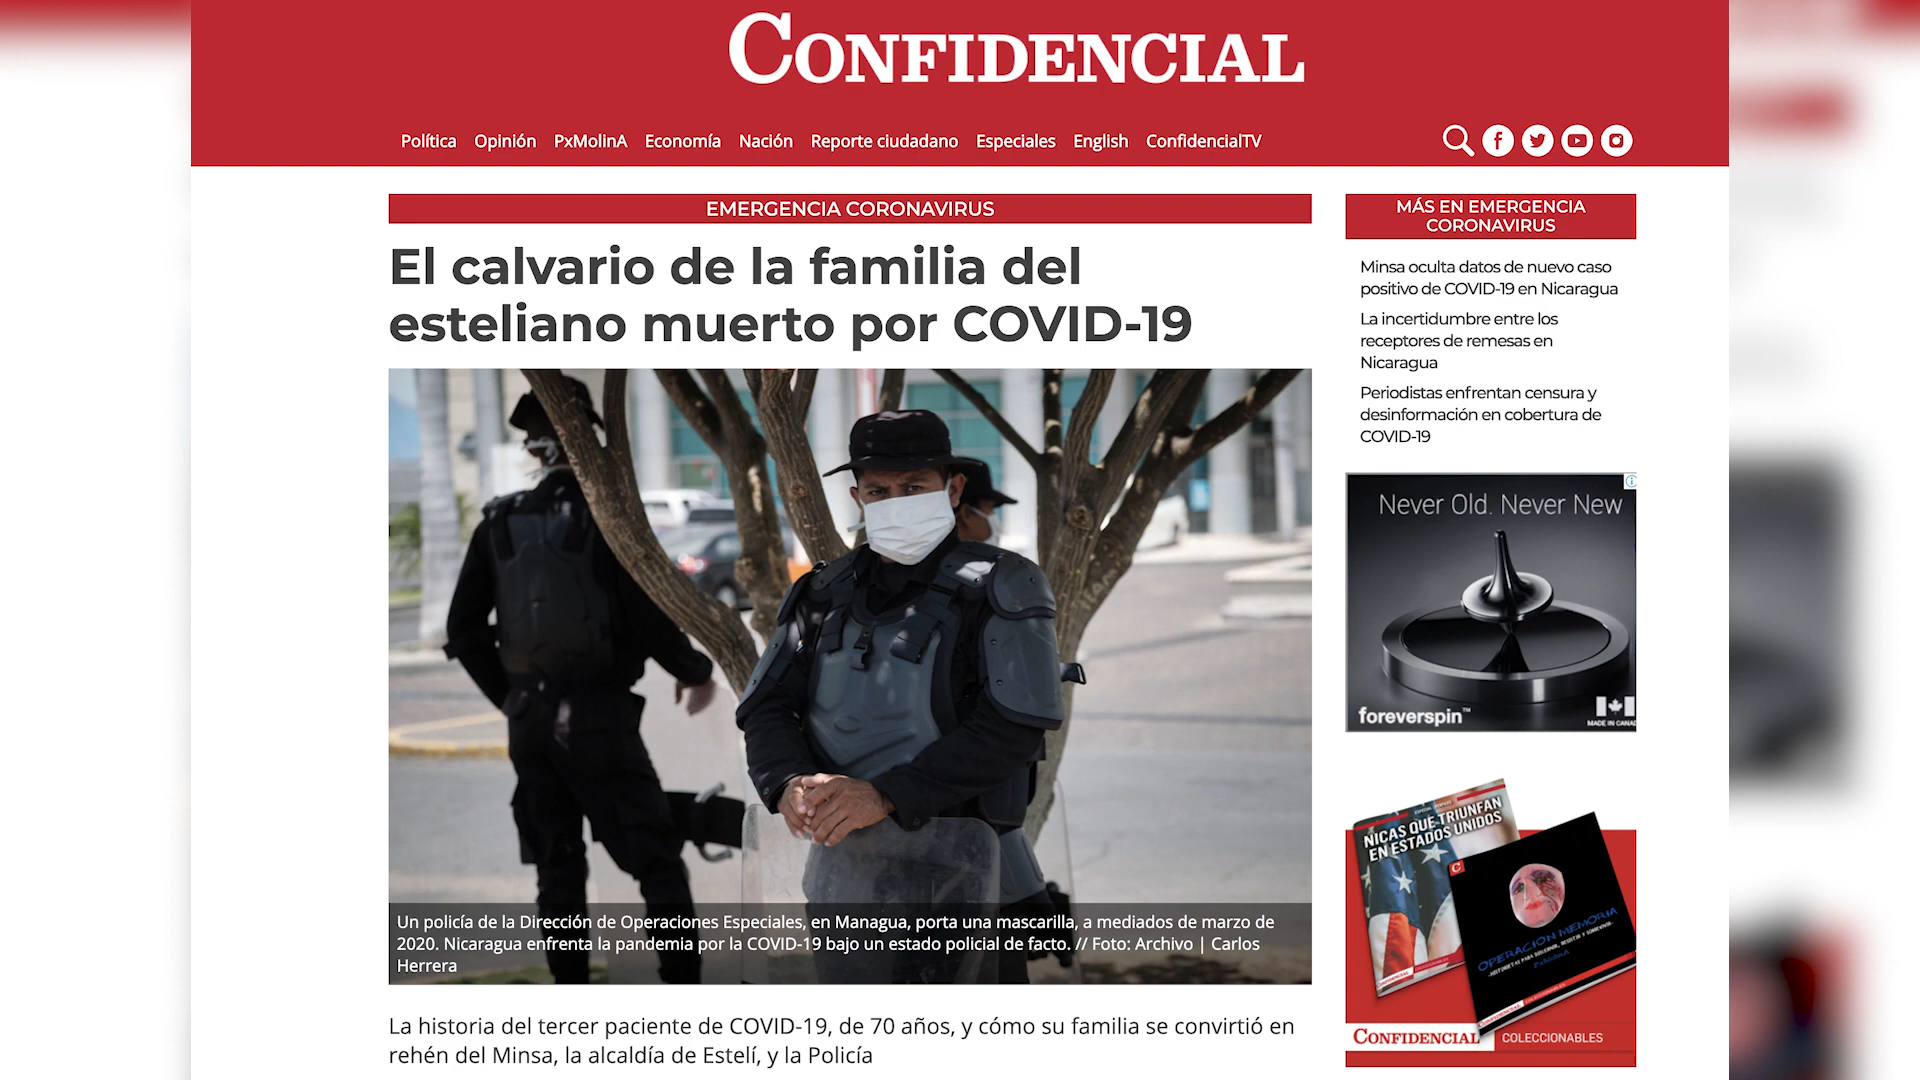 CONFIDENCIAL
Política Opinión PxMolinA Economía Nación Reporte ciudadano Especiales English ConfidencialTV
EMERGENCIA CORONAVIRUS
El calvario de la familia del
esteliano muerto por COVID-19
Un policía de la Dirección de Operaciones Especiales, en Managua, porta una mascarilla, a mediados de marzo de
2020. Nicaragua enfrenta la pandemia por la COVID-19 bajo un estado policial de facto. // Foto: Archivo | Carlos
Herrera
La historia del tercer paciente de COVID-19, de 70 años, y cómo su familia se convirtió en
rehén del Minsa, la alcaldía de Estelí, y la Policía
MÁS EN EMERGENCIA
CORONAVIRUS
Minsa oculta datos de nuevo caso
positivo de COVID-19 en Nicaragua
La incertidumbre entre los
receptores de remesas en
Nicaragua
Periodistas enfrentan censura y
desinformación en cobertura de
COVID-19
Never Old. Never New
foreverspin™
MADE IN CANAD
NICAS QUE TRIUNFAN
EN ESTADOS UNIDOS
C
OPERACIÓN MEMORIA
PxMolinA
CONFIDENCIAL COLECCIONABLES